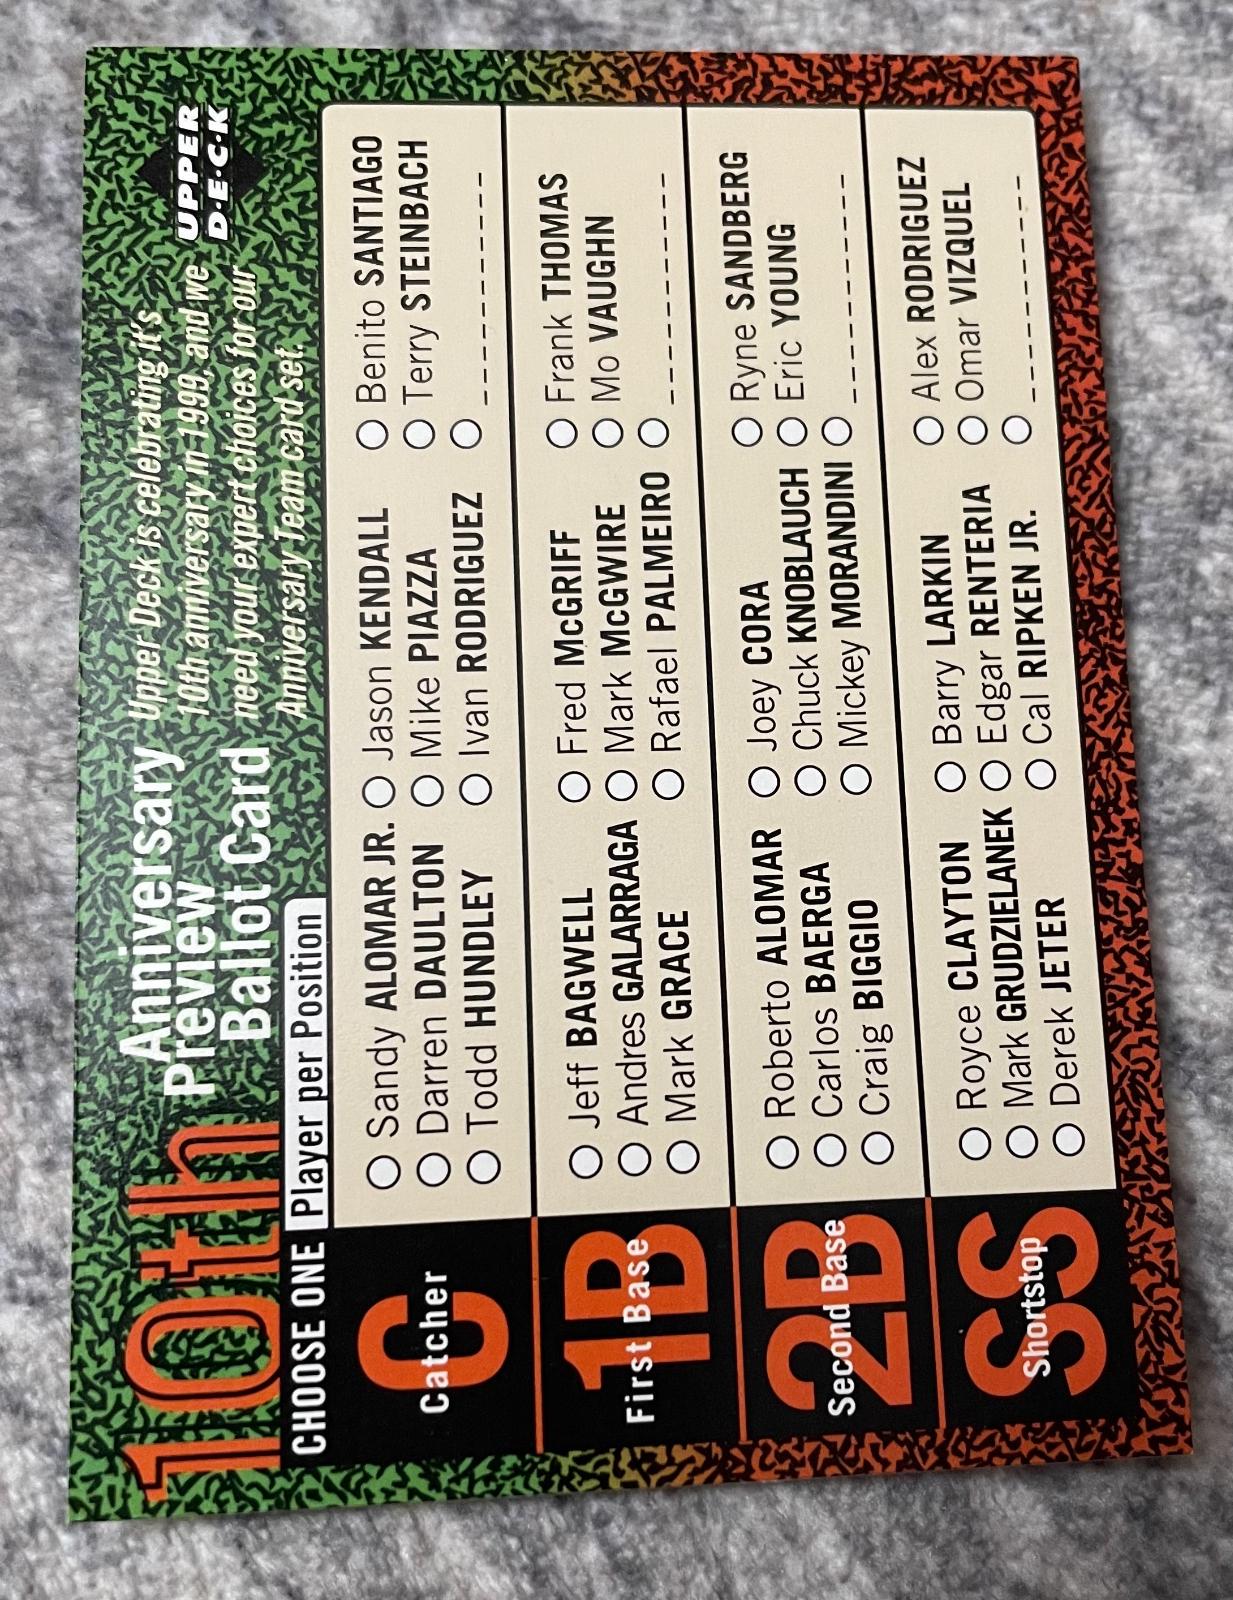 10th Anniversary
Preview
Ballot Card
Upper Deck is celebrating it's
10th anniversary in 1999, and we
need your expert choices for our
Anniversary Team card set.
UPPER
D•E•C•K
CHOOSE ONE Player per Position
C
Catcher
Sandy ALOMAR JR.
Darren DAULTON
Todd HUNDLEY
Jason KENDALL
Mike PIAZZA
Ivan RODRIGUEZ
Benito SANTIAGO
Terry STEINBACH
1B
First Base
Jeff BAGWELL
Andres GALARRAGA
Mark GRACE
Fred McGRIFF
Mark McGWIRE
Rafael PALMEIRO
Frank THOMAS
Mo VAUGHN
2B
Second Base
Roberto ALOMAR
Carlos BAERGA
Craig BIGGIO
Joey CORA
Chuck KNOBLAUCH
Mickey MORANDINI
Ryne SANDBERG
Eric YOUNG
SS
Shortstop
Royce CLAYTON
Mark GRUDZIELANEK
Derek JETER
Barry LARKIN
Edgar RENTERIA
Cal RIPKEN JR.
Alex RODRIGUEZ
Omar VIZQUEL